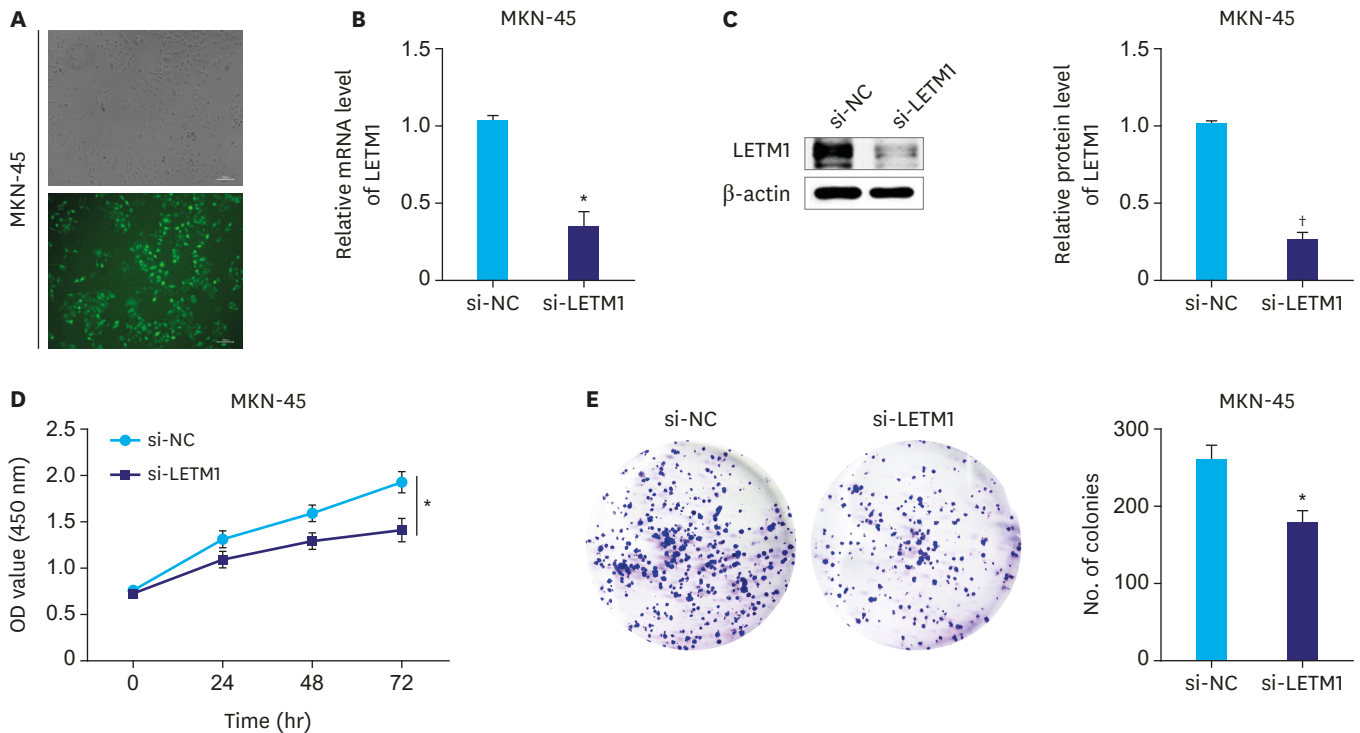 A
MKN-45
B
MKN-45
Relative mRNA level
of LETM1
1.5
1.0
0.5
0
*
si-NC
si-LETM1
C
si-NC
si-LETM1
LETM1
β-actin
MKN-45
Relative protein level
of LETM1
1.5
1.0
0.5
0
†
si-NC
si-LETM1
D
MKN-45
OD value (450 nm)
2.5
2.0
1.5
1.0
0.5
0
si-NC
si-LETM1
*
0 24 48 72
Time (hr)
E
si-NC
si-LETM1
MKN-45
No. of colonies
300
200
100
0
*
si-NC
si-LETM1